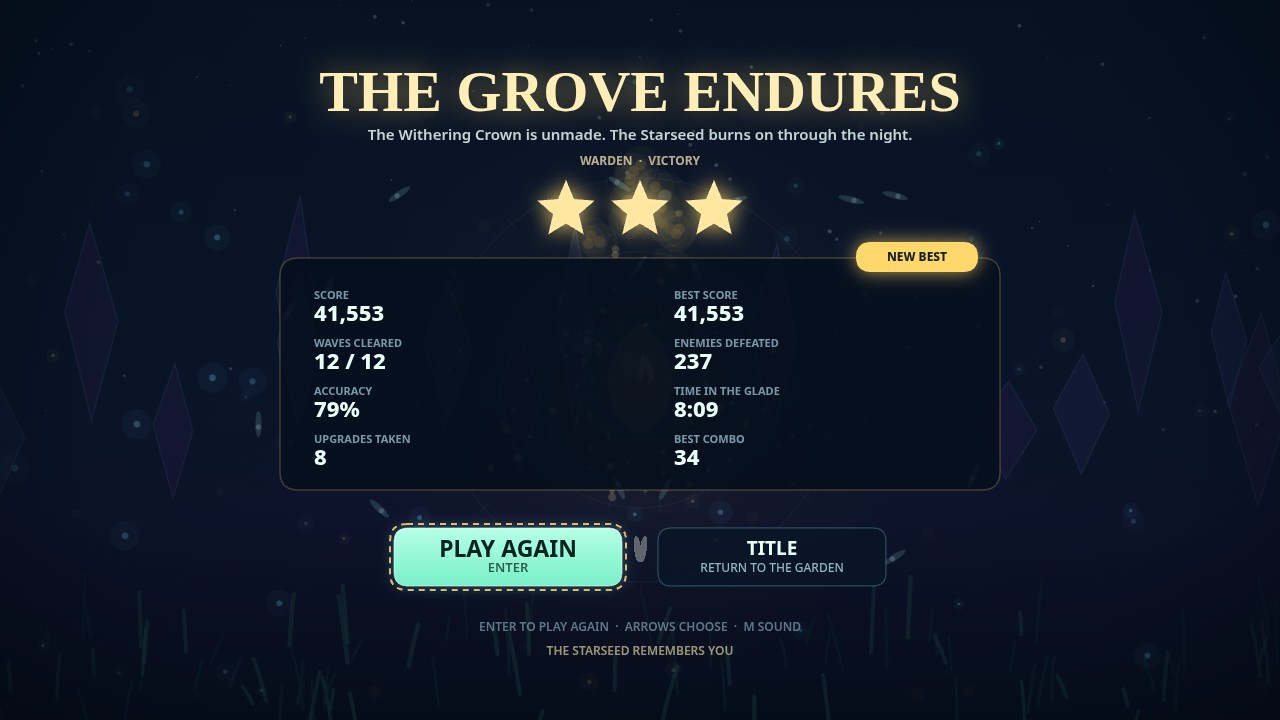 THE GROVE ENDURES
The Withering Crown is unmade. The Starseed burns on through the night.
WARDEN · VICTORY
NEW BEST
SCORE
41,553
BEST SCORE
41,553
WAVES CLEARED
12 / 12
ENEMIES DEFEATED
237
ACCURACY
79%
TIME IN THE GLADE
8:09
UPGRADES TAKEN
8
BEST COMBO
34
PLAY AGAIN
ENTER
TITLE
RETURN TO THE GARDEN
ENTER TO PLAY AGAIN · ARROWS CHOOSE · M SOUND
THE STARSEED REMEMBERS YOU